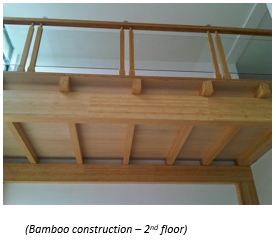 (Bamboo construction – 2nd floor)